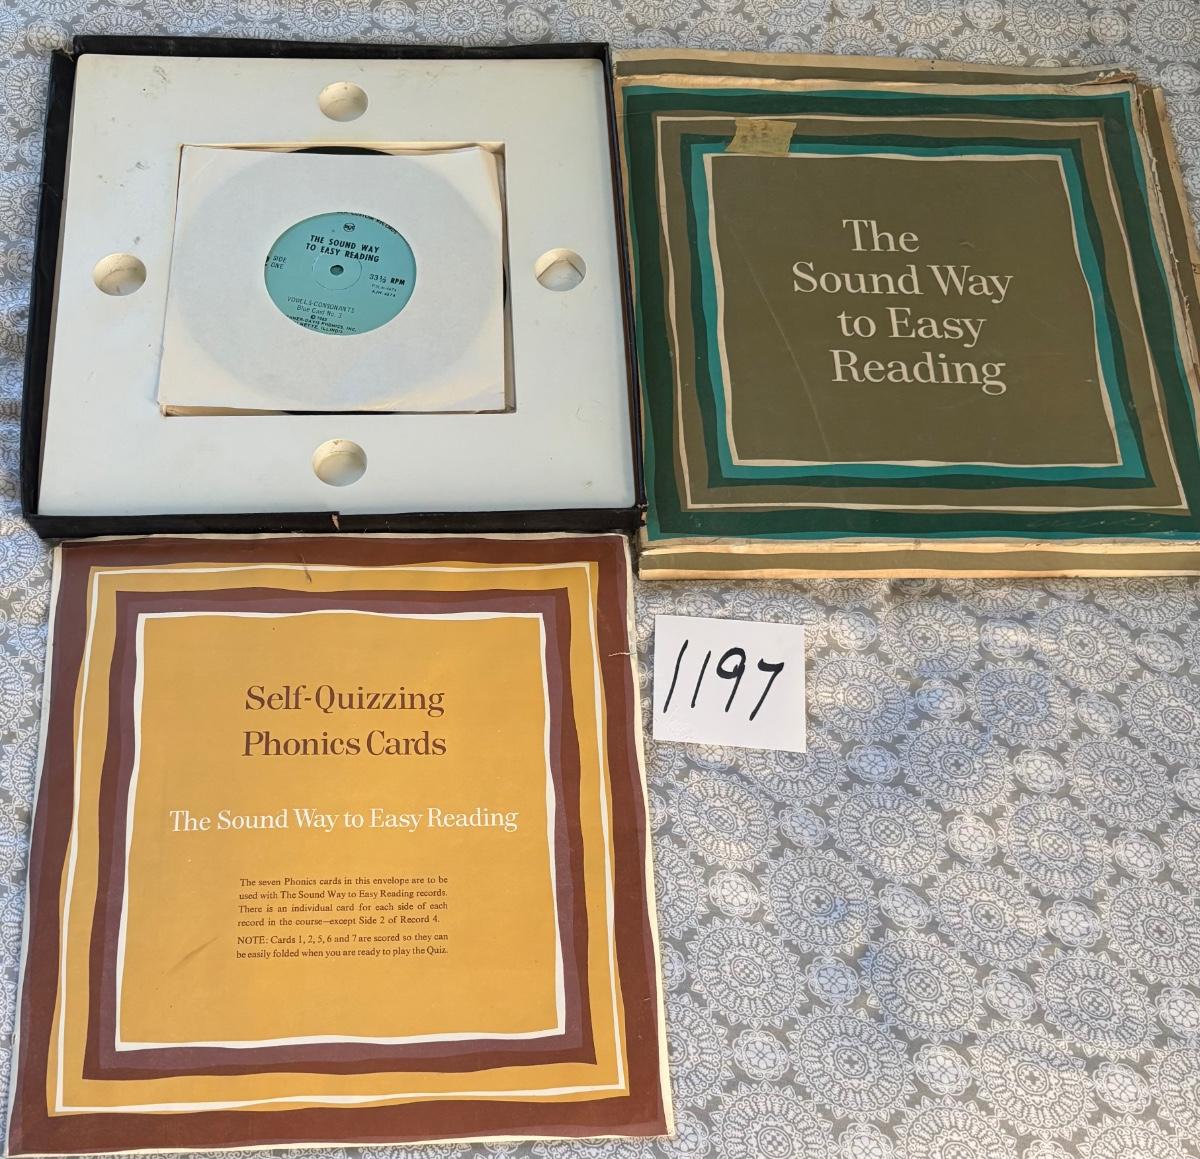 RCA
THE SOUND WAY
TO EASY READING
SIDE
ONE
33⅓ RPM
VOWELS-CONSONANTS
Blue Card No. 3
The
Sound Way
to Easy
Reading
Self-Quizzing
Phonics Cards
The Sound Way to Easy Reading
The seven Phonics cards in this envelope are to be
used with The Sound Way to Easy Reading records.
There is an individual card for each side of each
record in the course—except Side 2 of Record 4.
NOTE: Cards 1, 2, 5, 6 and 7 are scored so they can
be easily folded when you are ready to play the Quiz.
1197